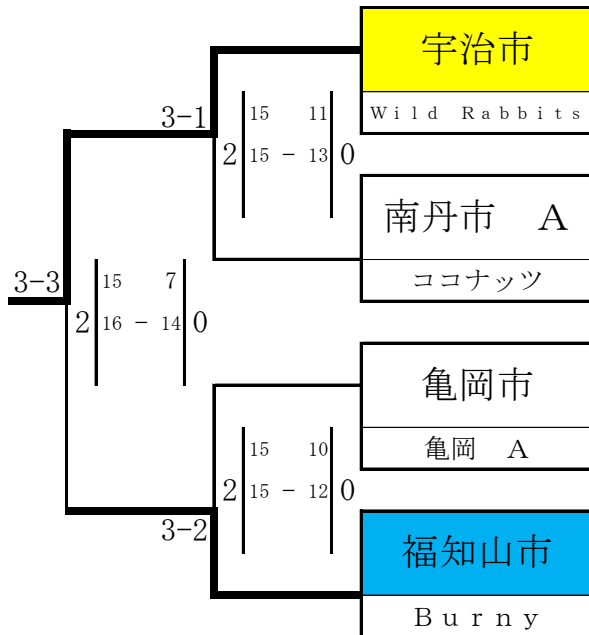 宇治市
Wild Rabbits
3-1
15 11
2 15 - 13 0
南丹市 A
ココナッツ
3-3
15 7
2 16 - 14 0
亀岡市
亀岡 A
15 10
2 15 - 12 0
3-2
福知山市
Burny